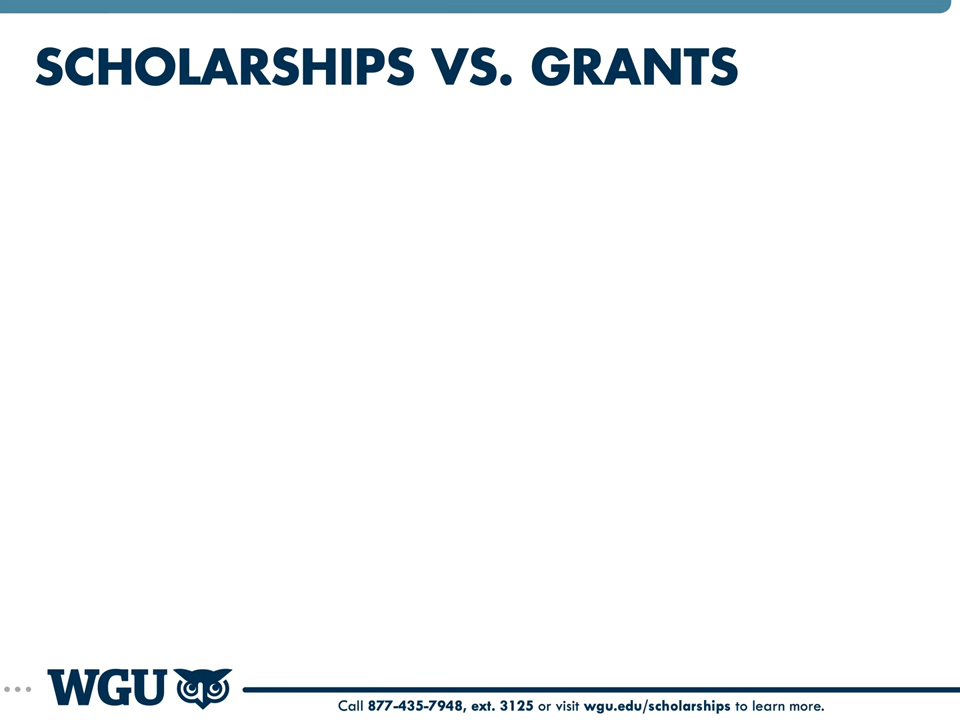 SCHOLARSHIPS VS. GRANTS
WGU
Call 877-435-7948, ext. 3125 or visit wgu.edu/scholarships to learn more.